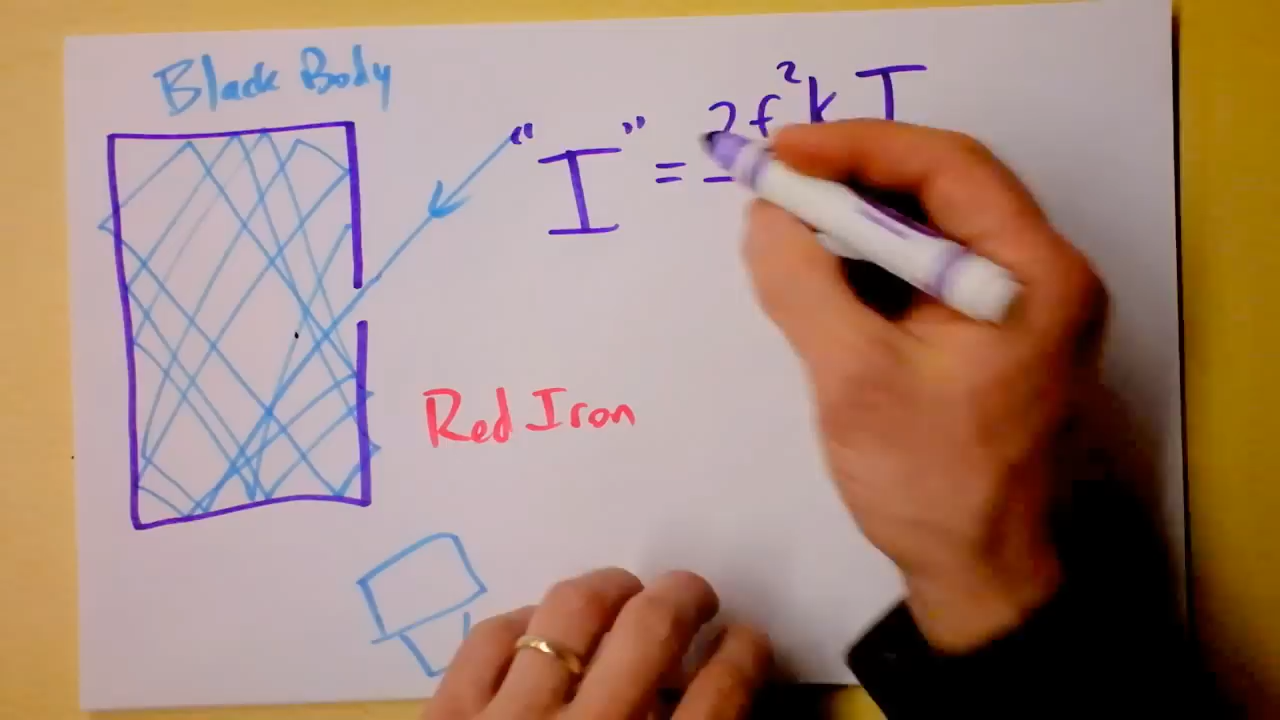 Black Body
"I" = 2f²kT
Red Iron